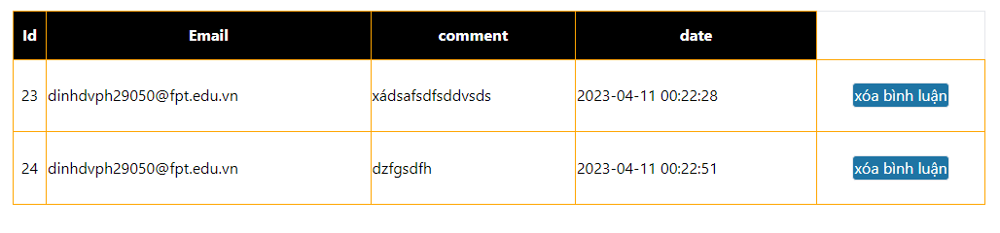 Id Email comment date
23 dinhdvph29050@fpt.edu.vn xádsafsdfsddvsds 2023-04-11 00:22:28 xóa bình luận
24 dinhdvph29050@fpt.edu.vn dzfgsdfh 2023-04-11 00:22:51 xóa bình luận